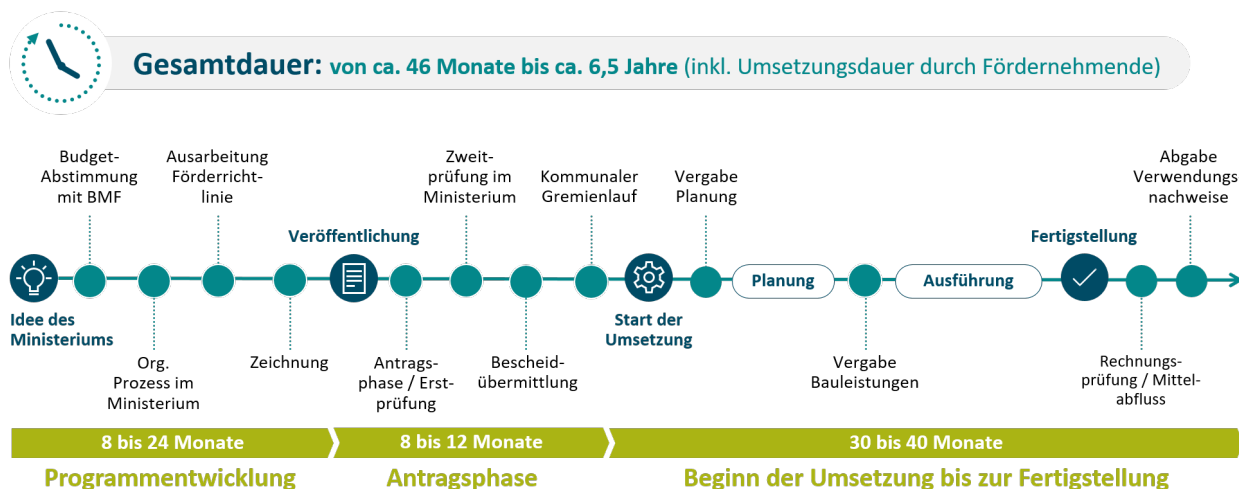 Gesamtdauer: von ca. 46 Monate bis ca. 6,5 Jahre (inkl. Umsetzungsdauer durch Fördernehmende)
Budget-
Abstimmung
mit BMF
Ausarbeitung
Förderricht-
linie
Zweit-
prüfung im
Ministerium
Kommunaler
Gremienlauf
Vergabe
Planung
Abgabe
Verwendungs
nachweise
Veröffentlichung
Fertigstellung
Planung
Ausführung
Idee des
Ministeriums
Start der
Umsetzung
Org.
Prozess im
Ministerium
Zeichnung
Antrags-
phase / Erst-
prüfung
Bescheid-
übermittlung
Vergabe
Bauleistungen
Rechnungs-
prüfung / Mittel-
abfluss
8 bis 24 Monate
8 bis 12 Monate
30 bis 40 Monate
Programmentwicklung
Antragsphase
Beginn der Umsetzung bis zur Fertigstellung